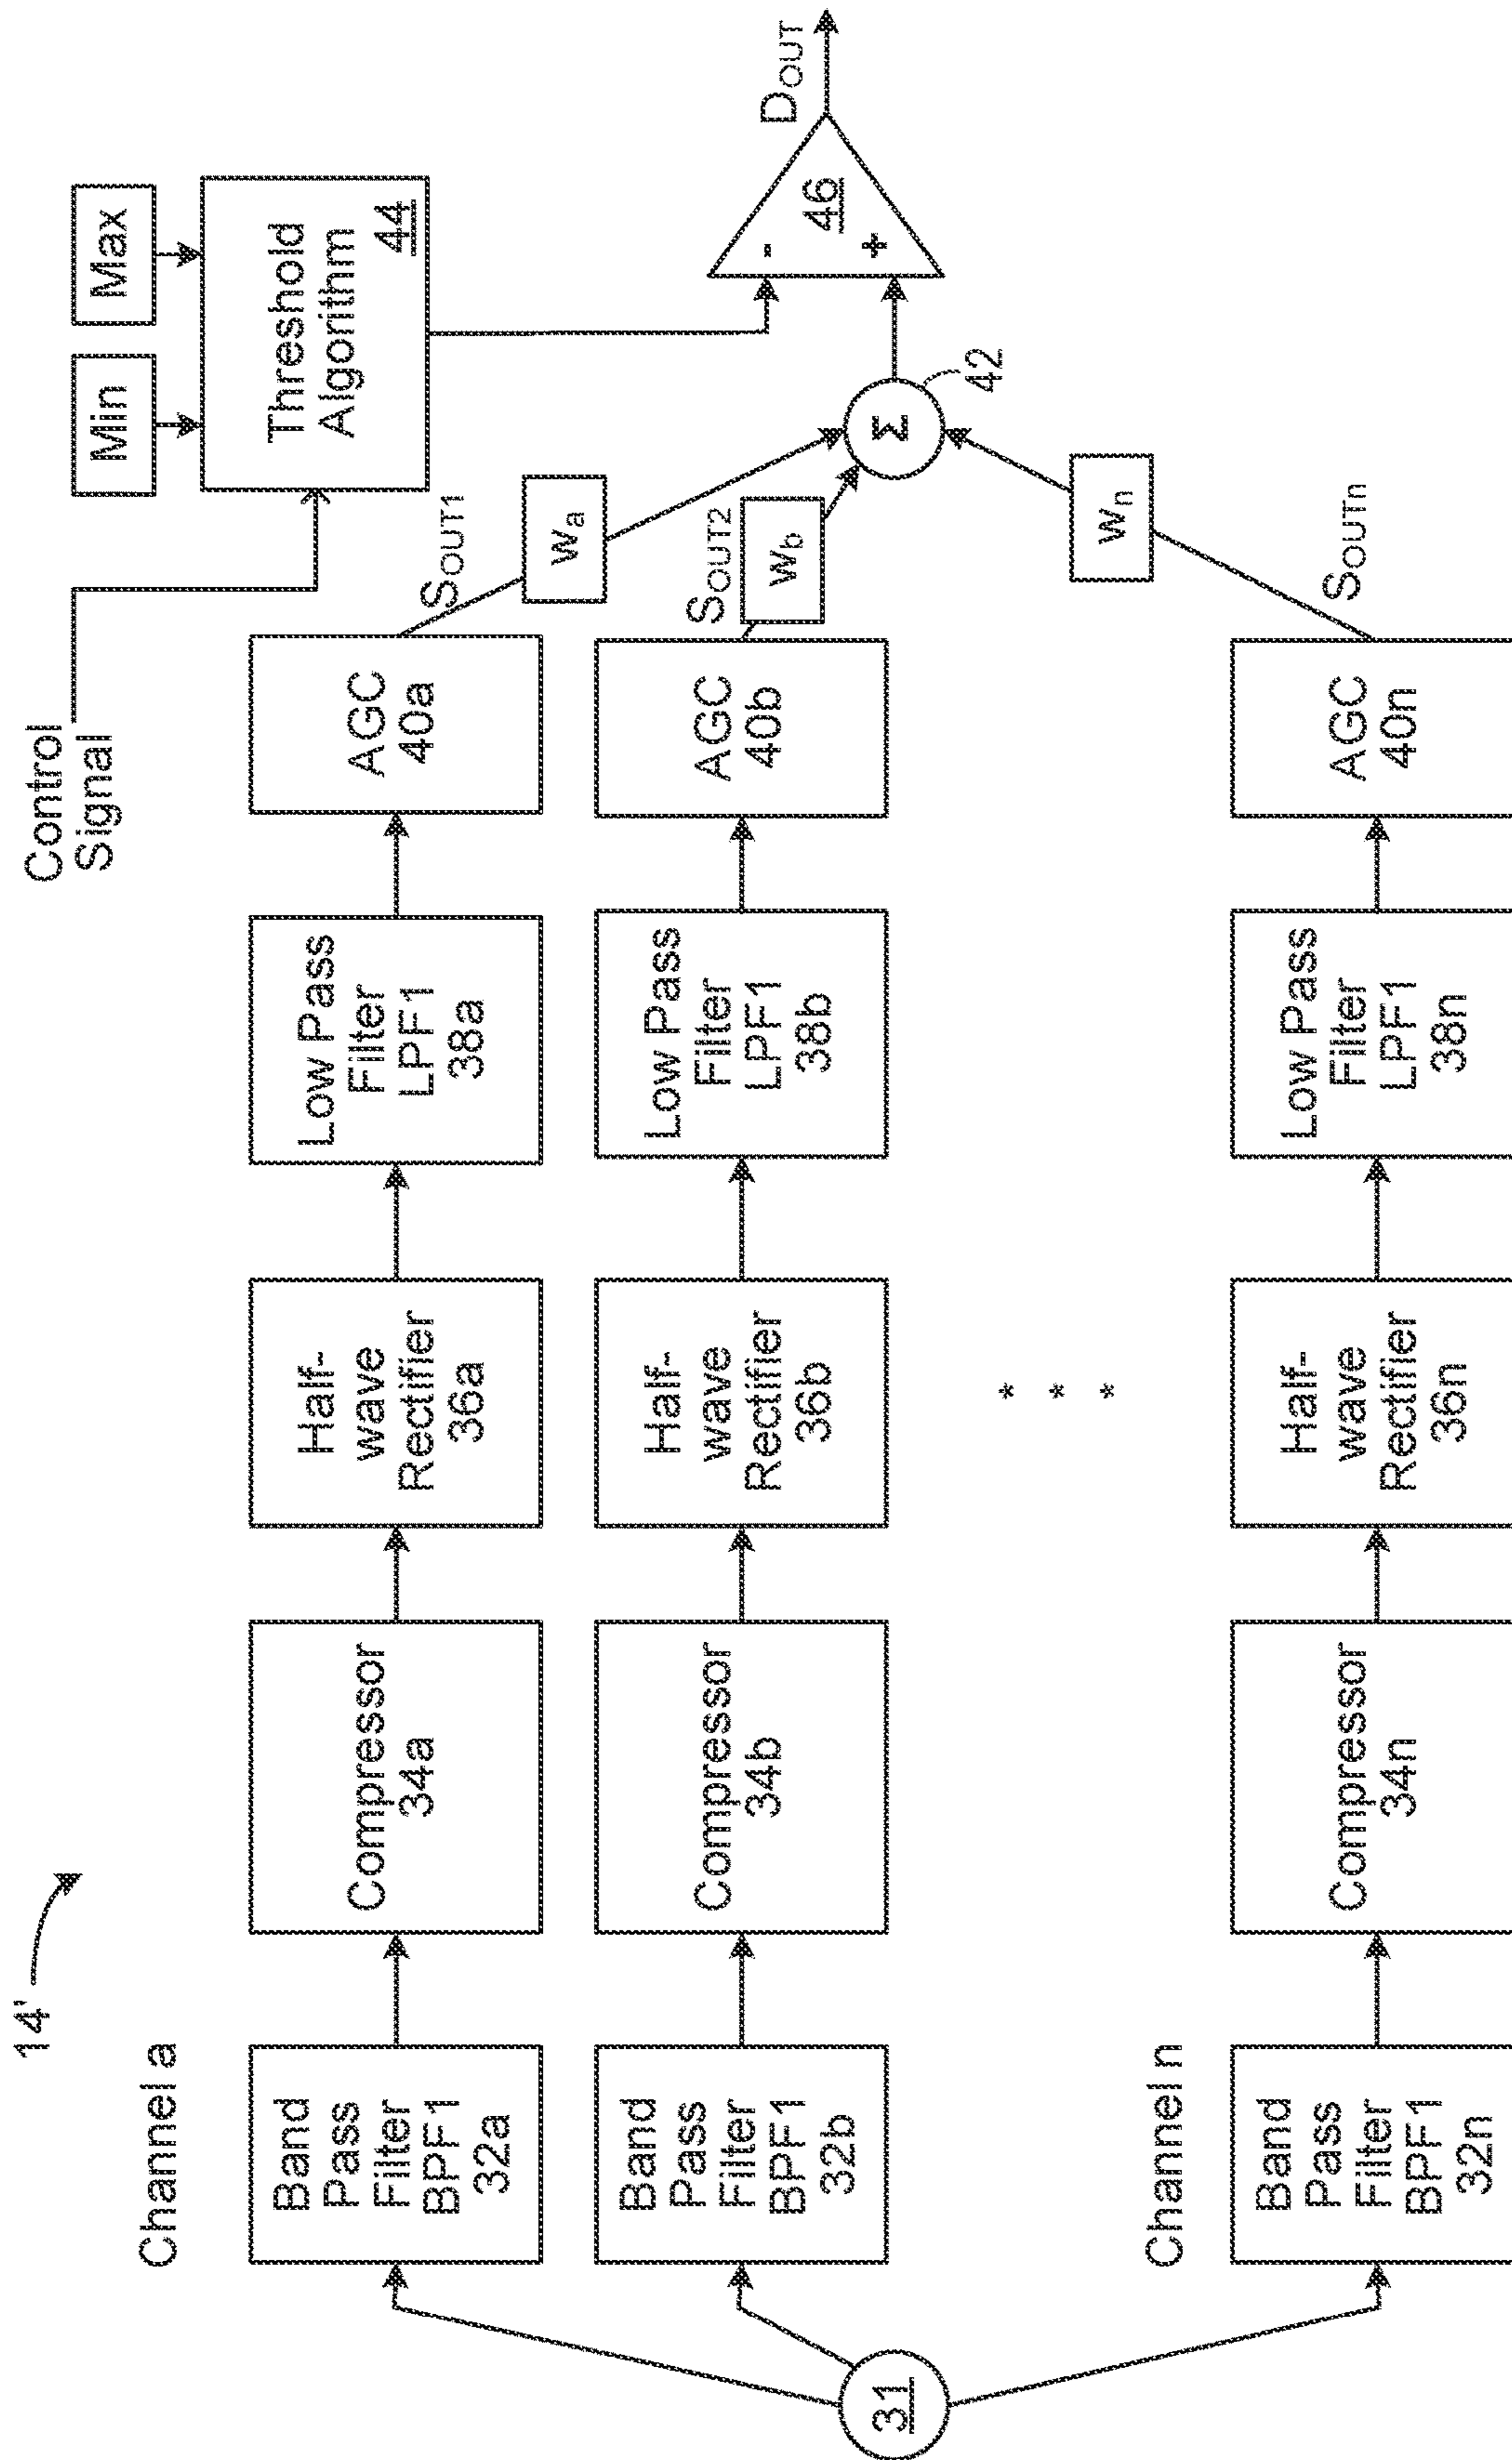 14'
Control
Signal
Min
Max
Threshold
Algorithm
44
Channel a
Band
Pass
Filter
BPF1
32a
Compressor
34a
Half-
wave
Rectifier
36a
Low Pass
Filter
LPF1
38a
AGC
40a
SOUT1
wa
Band
Pass
Filter
BPF1
32b
Compressor
34b
Half-
wave
Rectifier
36b
Low Pass
Filter
LPF1
38b
AGC
40b
SOUT2
wb
31
* * *
Σ
42
-
+
46
DOUT
Channel n
Band
Pass
Filter
BPF1
32n
Compressor
34n
Half-
wave
Rectifier
36n
Low Pass
Filter
LPF1
38n
AGC
40n
SOUTn
wn